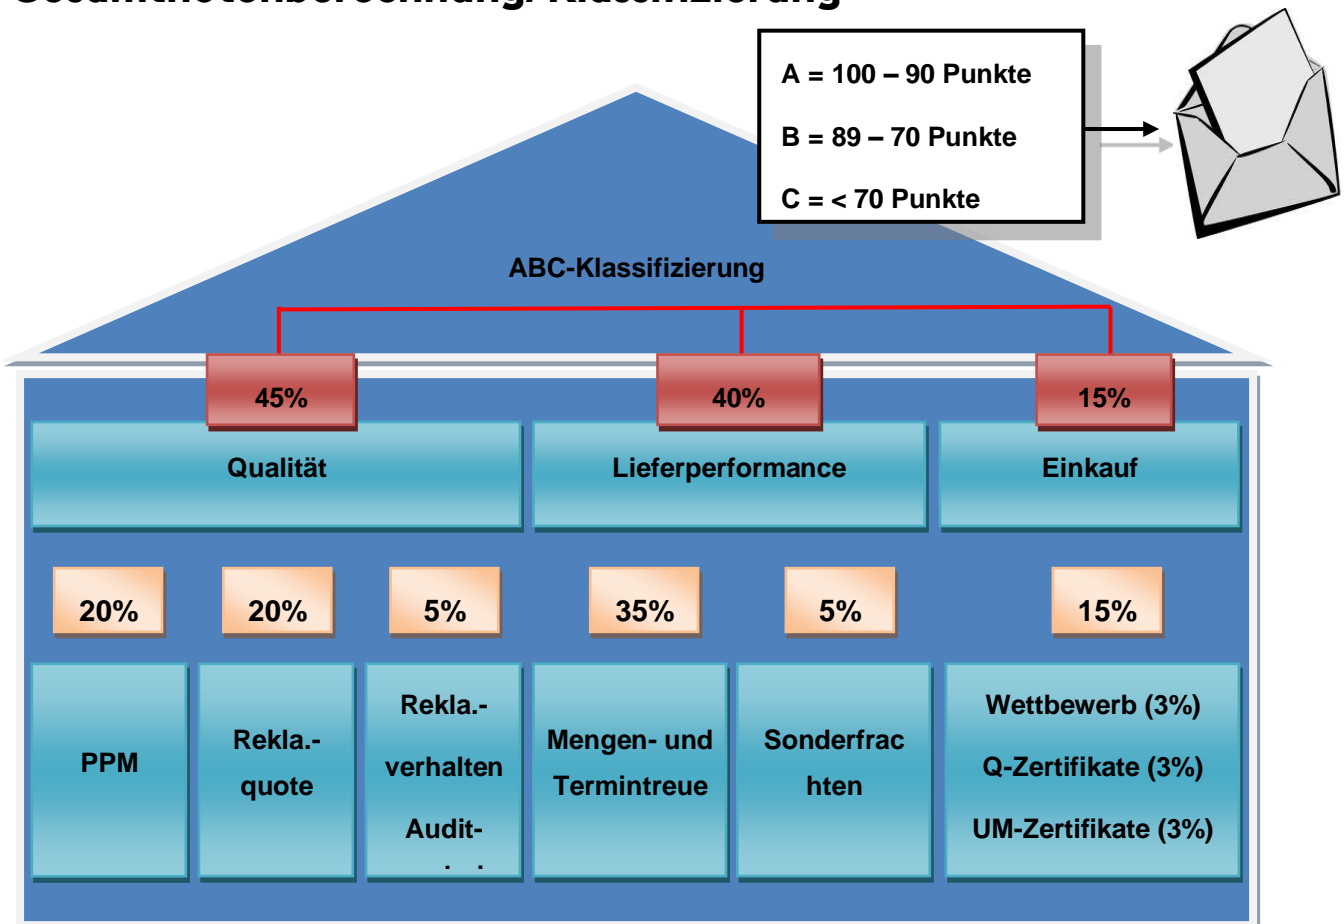 Gesamtnotenberechnung/Klassifizierung
A = 100 – 90 Punkte
B = 89 – 70 Punkte
C = < 70 Punkte
ABC-Klassifizierung
45%
40%
15%
Qualität
Lieferperformance
Einkauf
20%
20%
5%
35%
5%
15%
PPM
Rekla.-
quote
Rekla.-
verhalten
Audit-
Mengen- und
Termintreue
Sonderfrac
hten
Wettbewerb (3%)
Q-Zertifikate (3%)
UM-Zertifikate (3%)